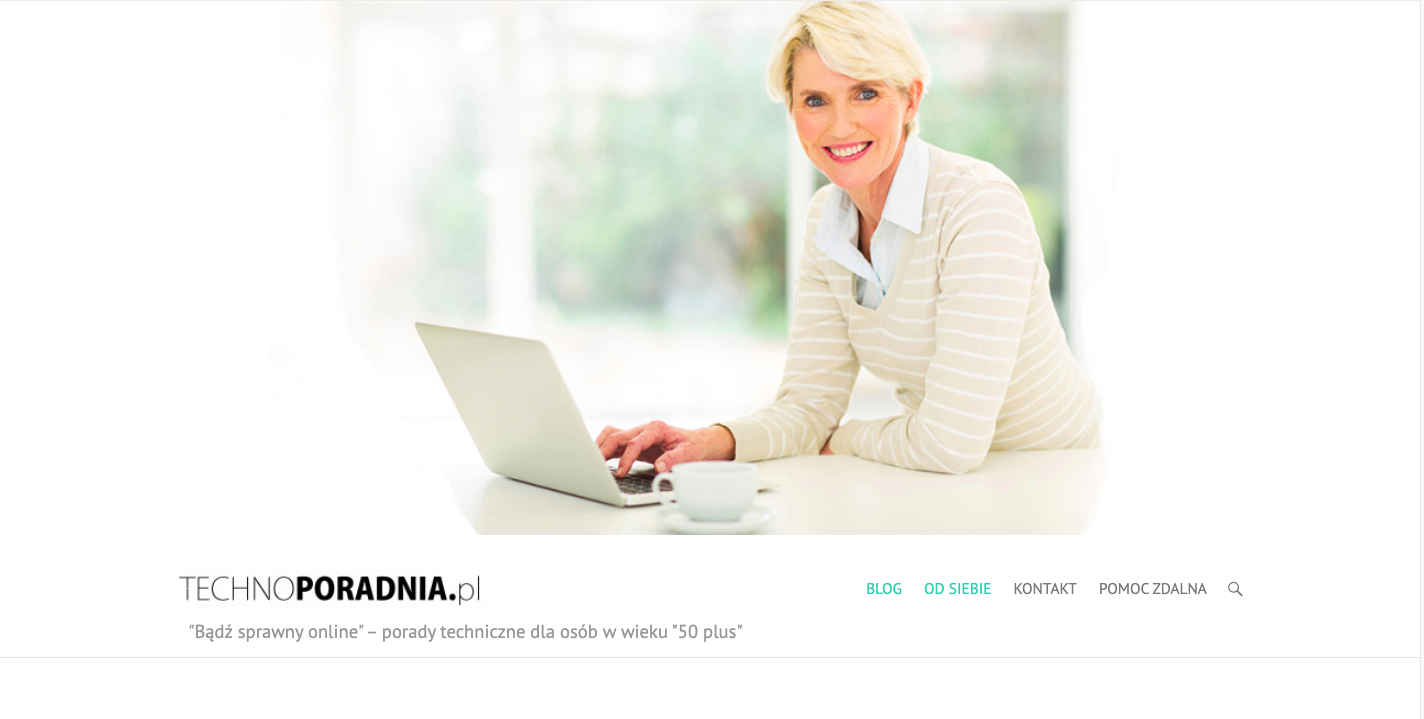 TECHNOPORADNIA.pl
BLOG OD SIEBIE KONTAKT POMOC ZDALNA
"Bądź sprawny online" – porady techniczne dla osób w wieku "50 plus"